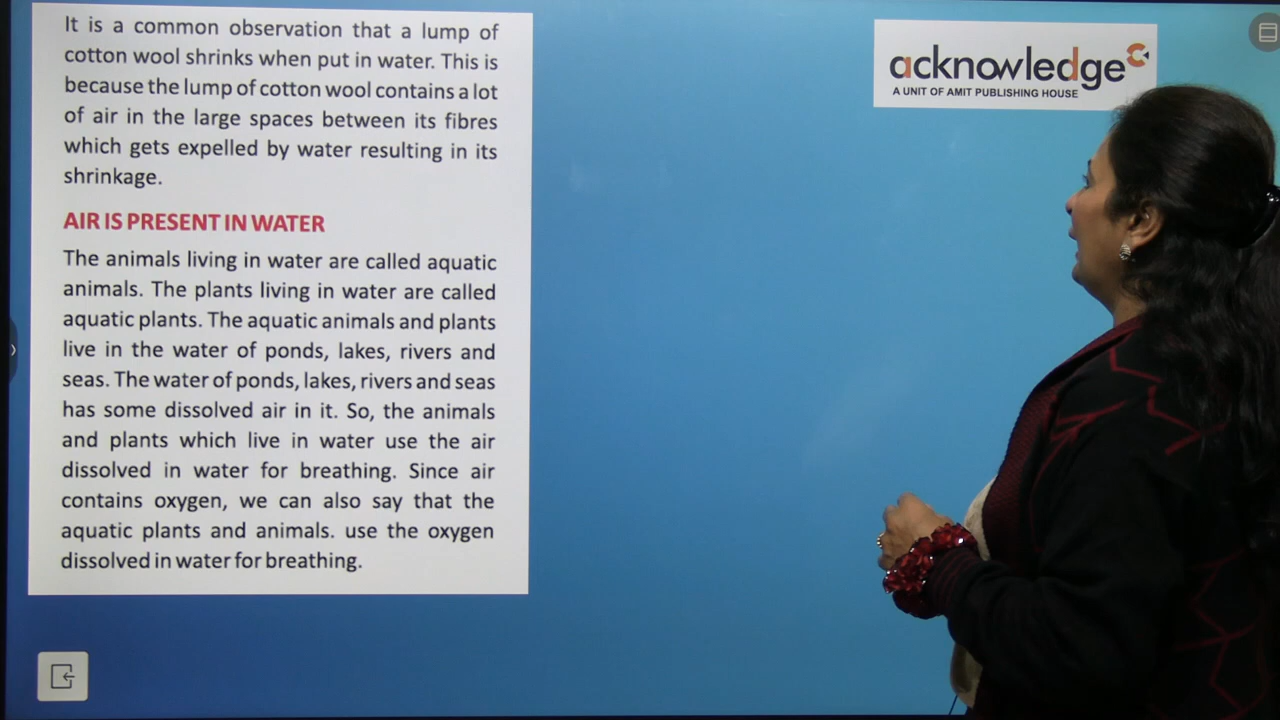 It is a common observation that a lump of
cotton wool shrinks when put in water. This is
because the lump of cotton wool contains a lot
of air in the large spaces between its fibres
which gets expelled by water resulting in its
shrinkage.
AIR IS PRESENT IN WATER
The animals living in water are called aquatic
animals. The plants living in water are called
aquatic plants. The aquatic animals and plants
live in the water of ponds, lakes, rivers and
seas. The water of ponds, lakes, rivers and seas
has some dissolved air in it. So, the animals
and plants which live in water use the air
dissolved in water for breathing. Since air
contains oxygen, we can also say that the
aquatic plants and animals. use the oxygen
dissolved in water for breathing.
acknowledge
A UNIT OF AMIT PUBLISHING HOUSE